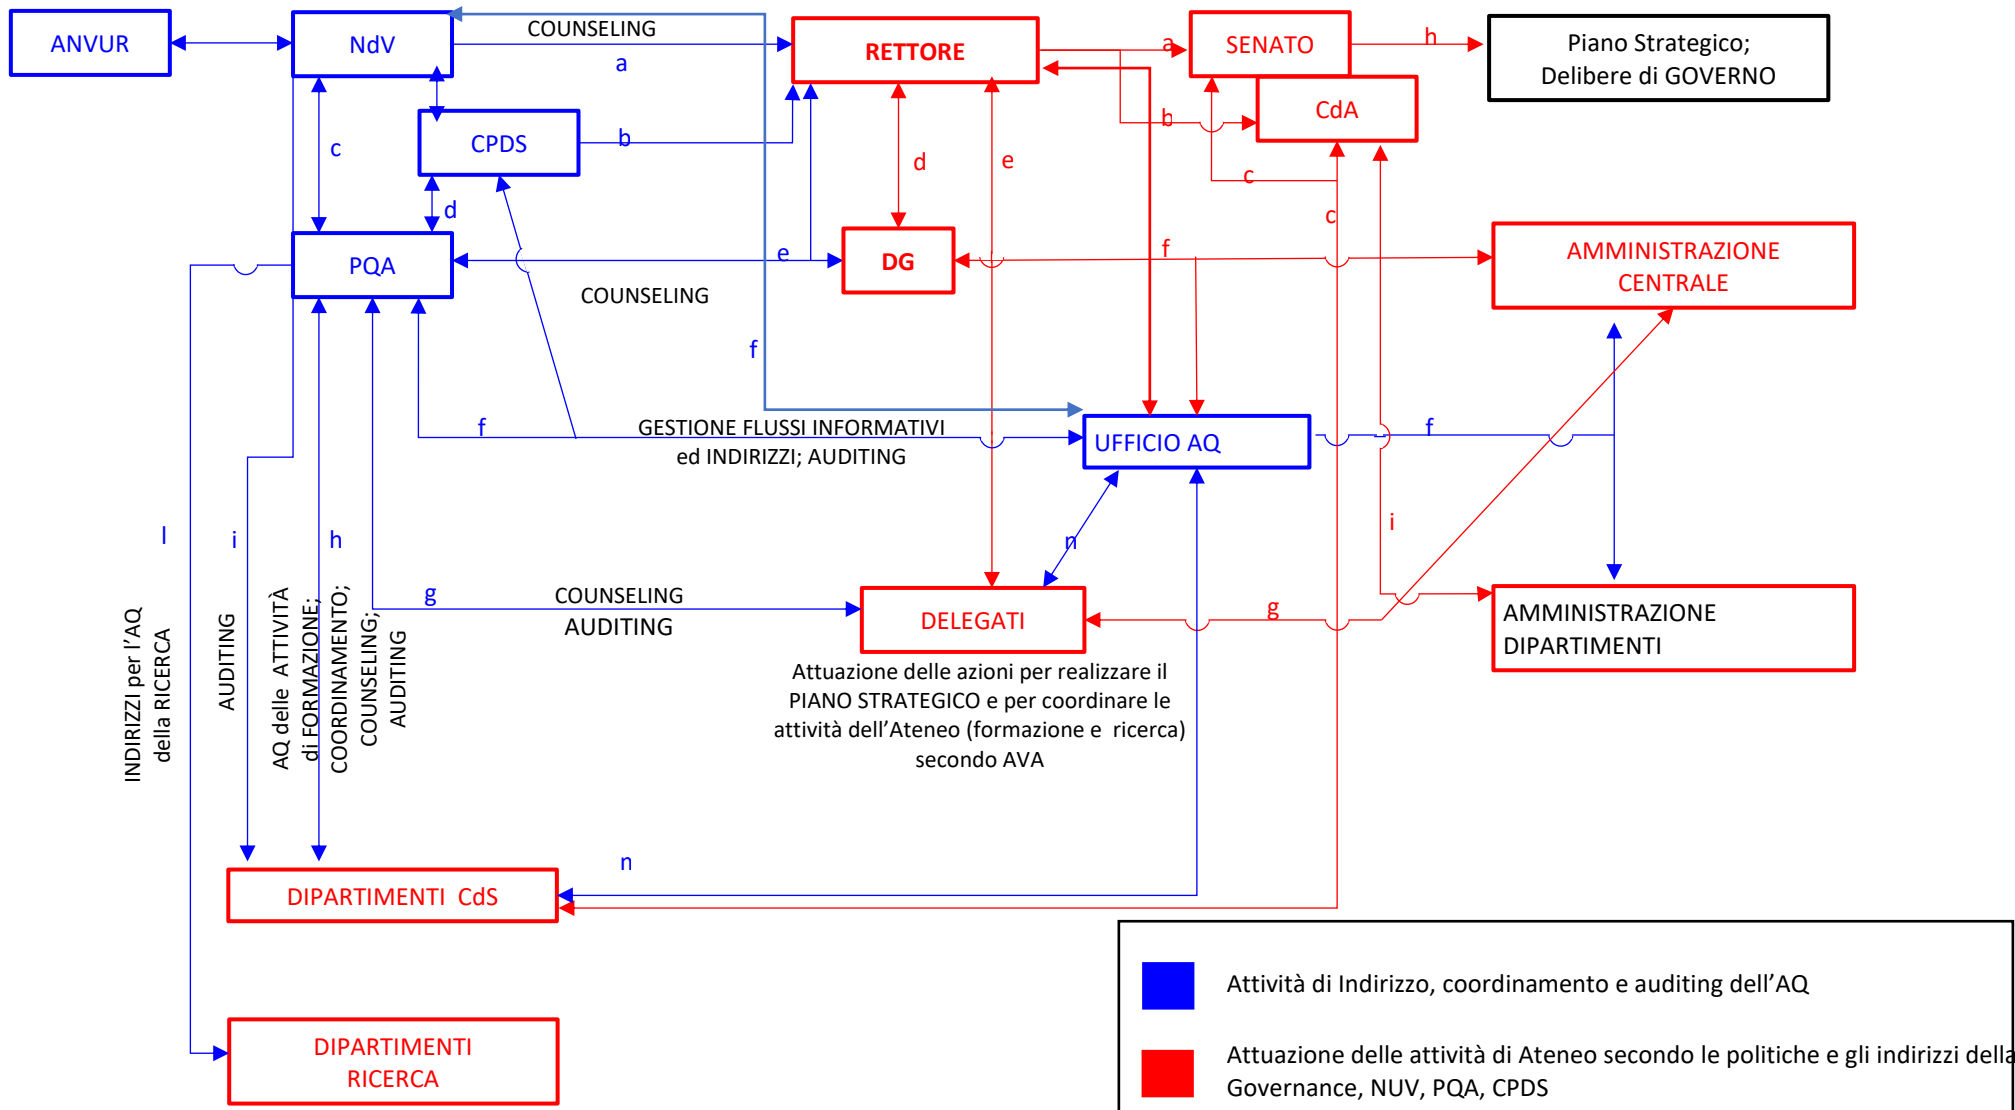 COUNSELING
ANVUR
NdV
a
RETTORE
a
SENATO
h
Piano Strategico;
Delibere di GOVERNO
CdA
b
CPDS
b
c
d
e
c
d
c
PQA
e
COUNSELING
DG
f
AMMINISTRAZIONE
CENTRALE
f
f
GESTIONE FLUSSI INFORMATIVI
ed INDIRIZZI; AUDITING
UFFICIO AQ
f
l
i
h
n
i
INDIRIZZI per l’AQ
della RICERCA
AUDITING
AQ delle ATTIVITÀ
di FORMAZIONE;
COORDINAMENTO;
COUNSELING;
AUDITING
g
COUNSELING
AUDITING
DELEGATI
g
AMMINISTRAZIONE
DIPARTIMENTI
Attuazione delle azioni per realizzare il
PIANO STRATEGICO e per coordinare le
attività dell’Ateneo (formazione e ricerca)
secondo AVA
n
DIPARTIMENTI CdS
DIPARTIMENTI
RICERCA
Attività di Indirizzo, coordinamento e auditing dell’AQ
Attuazione delle attività di Ateneo secondo le politiche e gli indirizzi della
Governance, NUV, PQA, CPDS